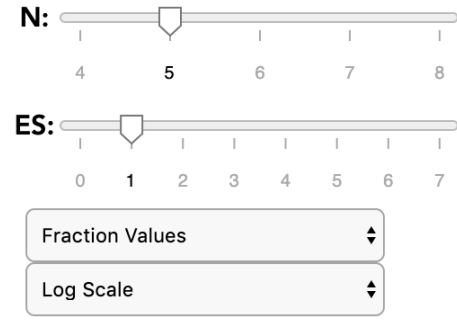 N:
4 5 6 7 8
ES:
0 1 2 3 4 5 6 7
Fraction Values
Log Scale